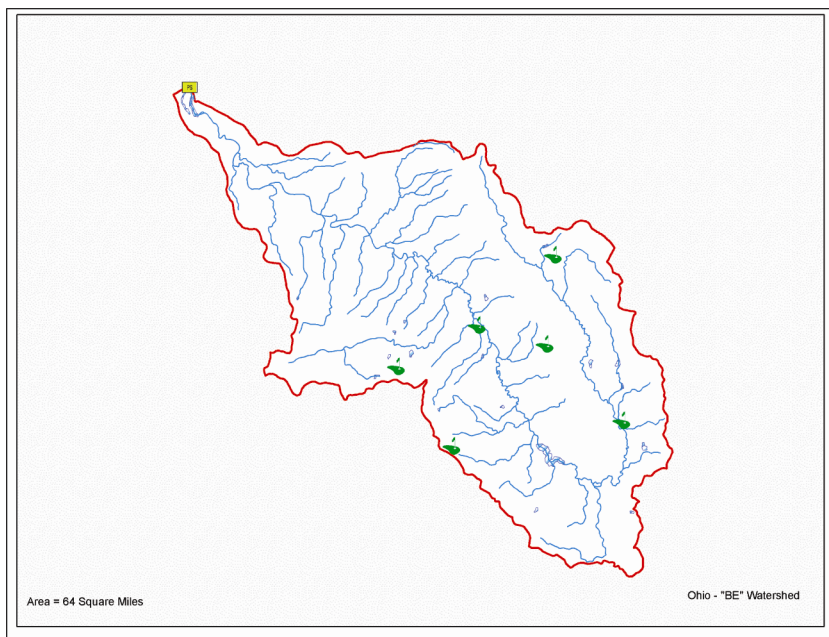 PS
Area = 64 Square Miles
Ohio - "BE" Watershed